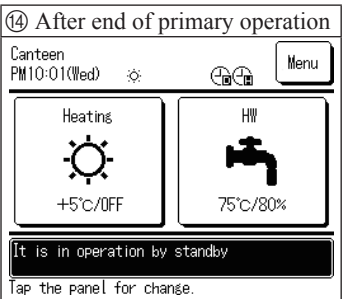 ⑭ After end of primary operation
Canteen
PM10:01(Wed)
Menu
Heating
+5℃/OFF
HW
75℃/80%
It is in operation by standby
Tap the panel for change.